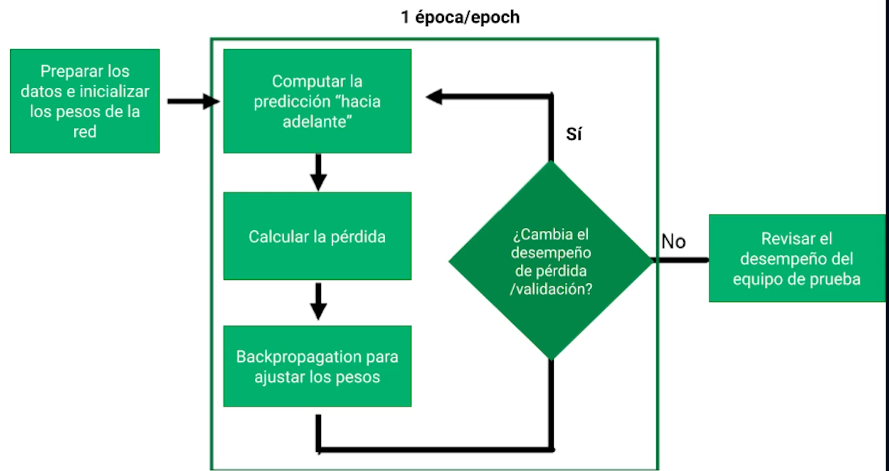 1 época/epoch
Preparar los
datos e inicializar
los pesos de la
red
Computar la
predicción “hacia
adelante”
Calcular la pérdida
Backpropagation para
ajustar los pesos
Sí
¿Cambia el
desempeño
de pérdida
/validación?
No
Revisar el
desempeño del
equipo de prueba